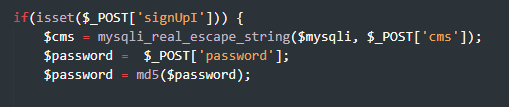 if(isset($_POST['signUpI'])) {
$cms = mysqli_real_escape_string($mysqli, $_POST['cms']);
$password =  $_POST['password'];
$password = md5($password);